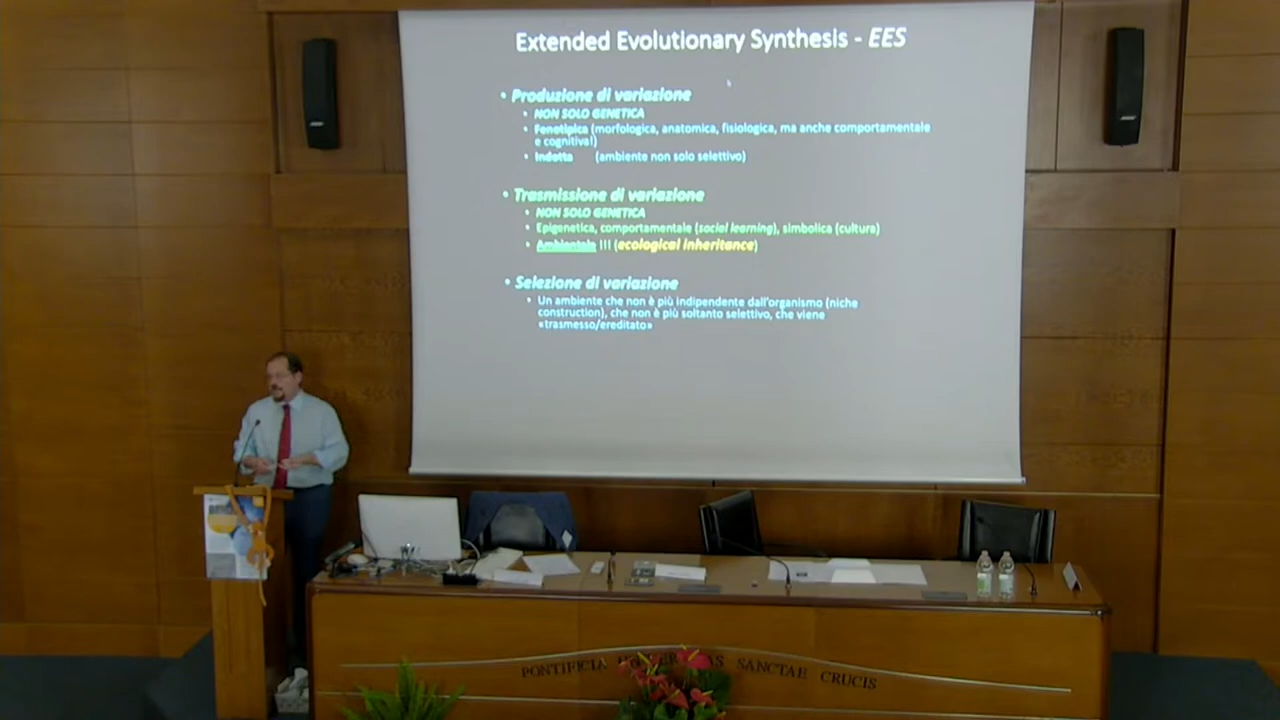 Extended Evolutionary Synthesis - EES
• Produzione di variazione
• NON SOLO GENETICA
• Fenotipica (morfologica, anatomica, fisiologica, ma anche comportamentale
e cognitiva!)
• Indotta (ambiente non solo selettivo)
• Trasmissione di variazione
• NON SOLO GENETICA
• Epigenetica, comportamentale (social learning), simbolica (cultura)
• Ambientale !!! (ecological inheritance)
• Selezione di variazione
• Un ambiente che non è più indipendente dall'organismo (niche
construction), che non è più soltanto selettivo, che viene
«trasmesso/ereditato»
BOSE
PONTIFICIA SANCTAE CRUCIS